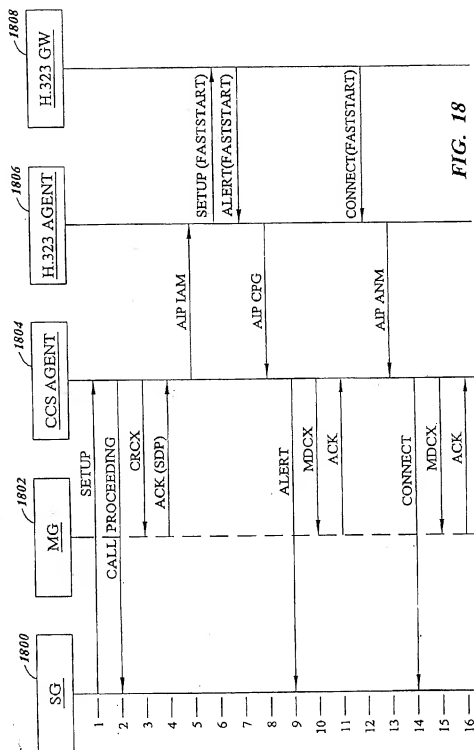 1800
1802
1804
1806
1808
SG
MG
CCS AGENT
H.323 AGENT
H.323 GW
1
SETUP
2
CALL PROCEEDING
3
CRCX
4
ACK (SDP)
5
AIP IAM
6
SETUP (FASTSTART)
7
ALERT(FASTSTART)
8
AIP CPG
9
ALERT
10
MDCX
11
ACK
12
CONNECT(FASTSTART)
13
AIP ANM
14
CONNECT
15
MDCX
16
ACK
FIG. 18